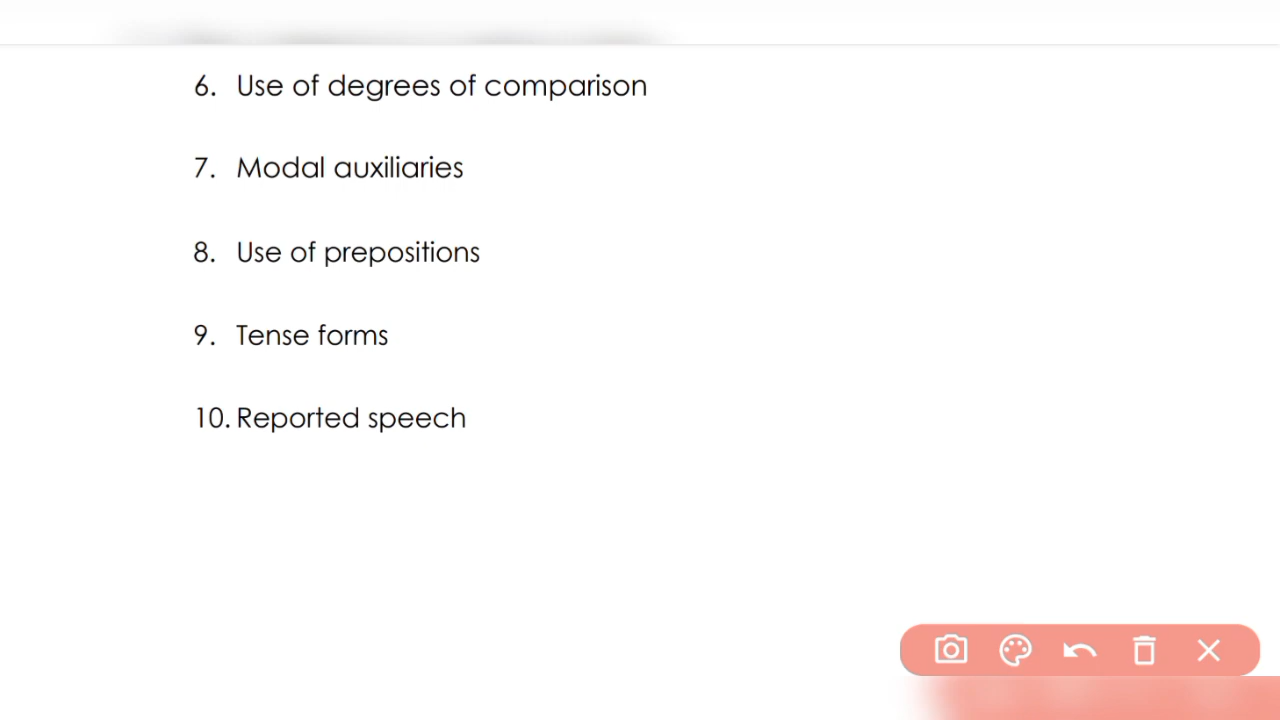 6. Use of degrees of comparison
7. Modal auxiliaries
8. Use of prepositions
9. Tense forms
10. Reported speech